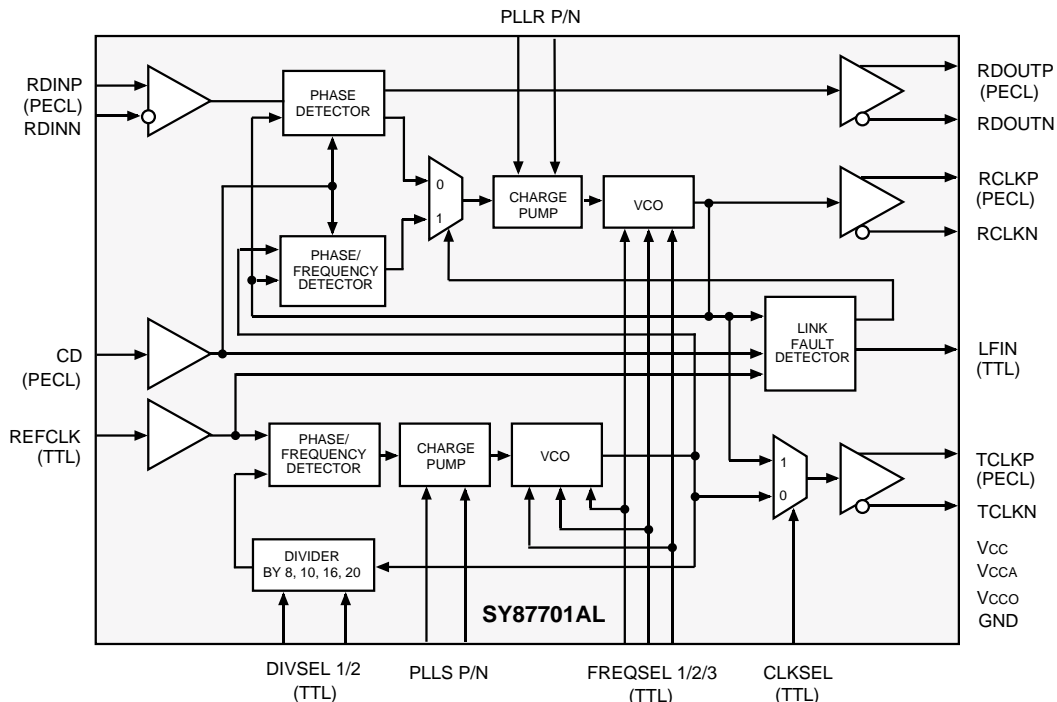 PLLR P/N
RDINP
(PECL)
RDINN
PHASE
DETECTOR
RDOUTP
(PECL)
RDOUTN
0
1
CHARGE
PUMP
VCO
RCLKP
(PECL)
RCLKN
PHASE/
FREQUENCY
DETECTOR
CD
(PECL)
LINK
FAULT
DETECTOR
LFIN
(TTL)
REFCLK
(TTL)
PHASE/
FREQUENCY
DETECTOR
CHARGE
PUMP
VCO
1
0
TCLKP
(PECL)
TCLKN
DIVIDER
BY 8, 10, 16, 20
SY87701AL
VCC
VCCA
VCCO
GND
DIVSEL 1/2
(TTL)
PLLS P/N
FREQSEL 1/2/3
(TTL)
CLKSEL
(TTL)